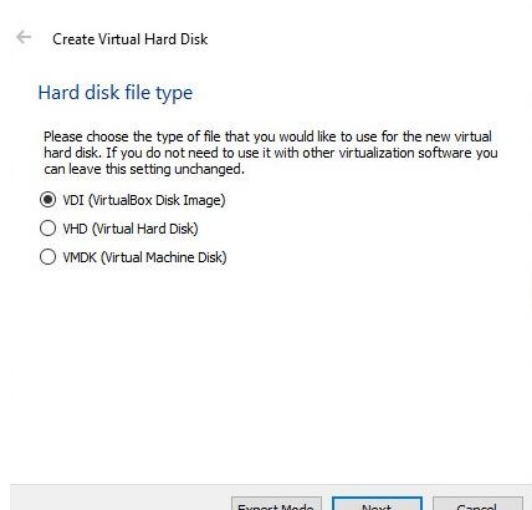 Create Virtual Hard Disk
Hard disk file type
Please choose the type of file that you would like to use for the new virtual
hard disk. If you do not need to use it with other virtualization software you
can leave this setting unchanged.
VDI (VirtualBox Disk Image)
VHD (Virtual Hard Disk)
VMDK (Virtual Machine Disk)
Expert Mode Next Cancel